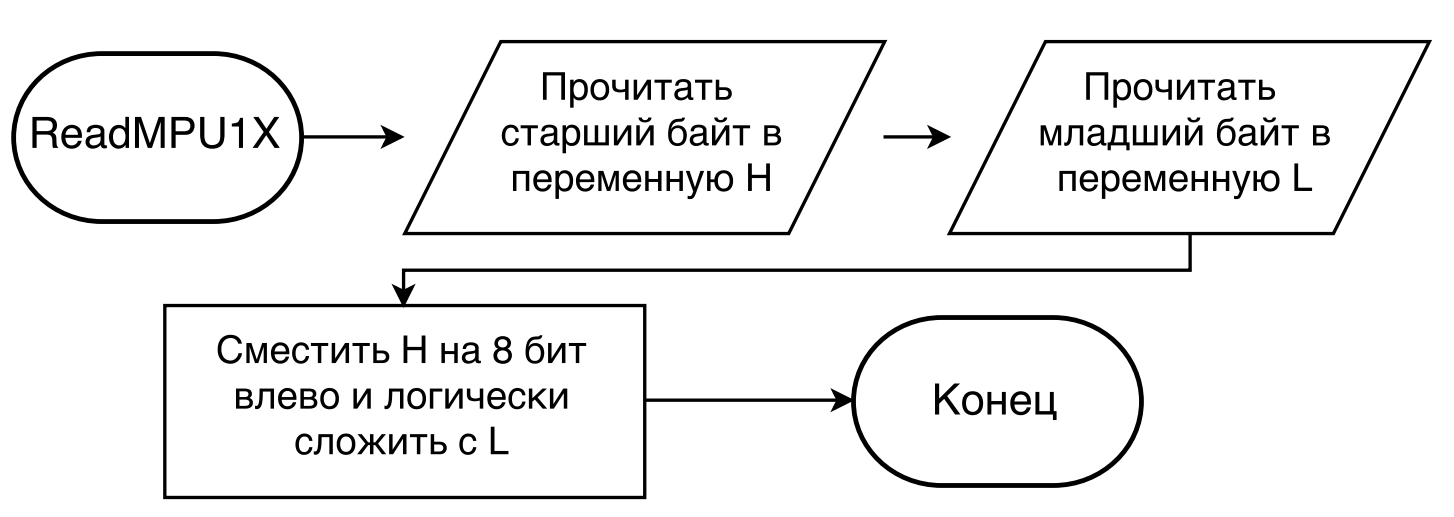 ReadMPU1X
Прочитать
старший байт в
переменную H
Прочитать
младший байт в
переменную L
Сместить H на 8 бит
влево и логически
сложить с L
Конец